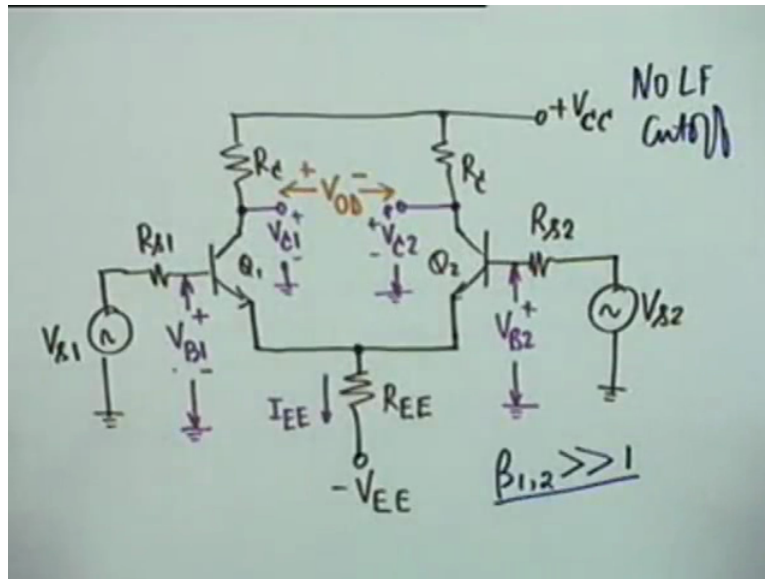 NO LF
Cutoff
+VCC
RC
RC
+ VOD -
+
VC1
-
+
VC2
-
RS1
RS2
Q1
Q2
VS1
+
VB1
-
+
VB2
-
VS2
IEE
REE
-VEE
β1,2 >> 1